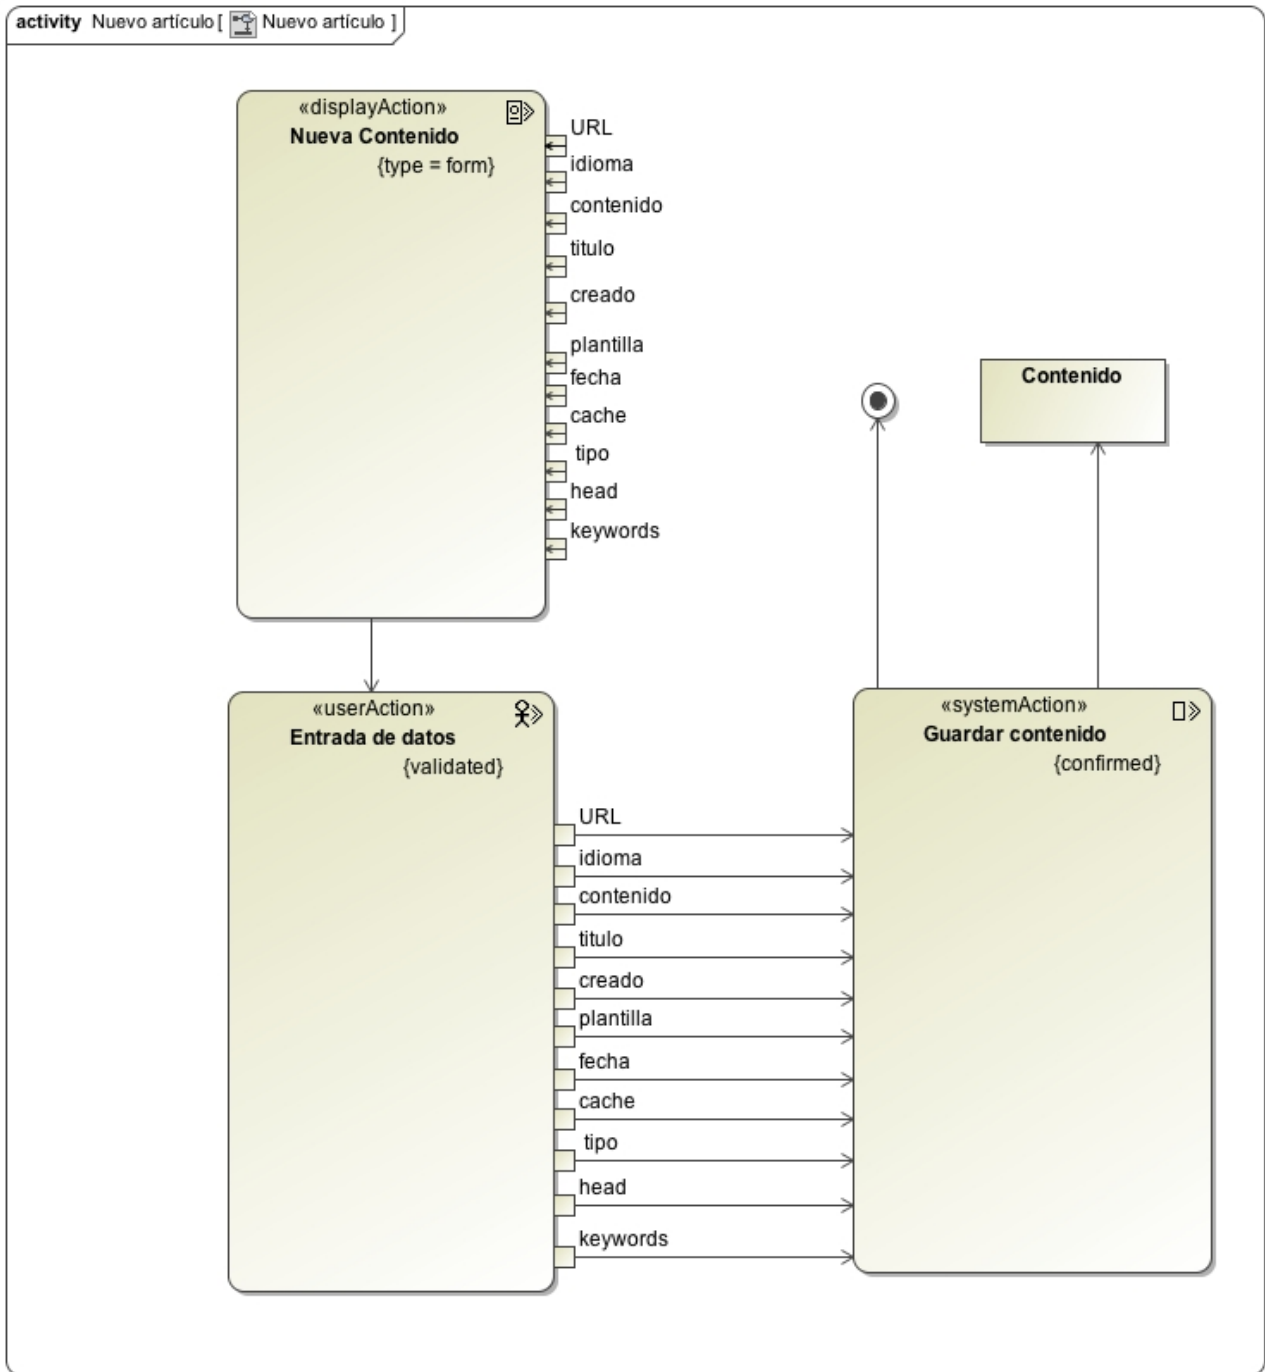 activity Nuevo artículo [ Nuevo artículo ]
«displayAction»
Nueva Contenido
{type = form}
URL
idioma
contenido
titulo
creado
plantilla
fecha
cache
tipo
head
keywords
Contenido
«userAction»
Entrada de datos
{validated}
URL
idioma
contenido
titulo
creado
plantilla
fecha
cache
tipo
head
keywords
«systemAction»
Guardar contenido
{confirmed}